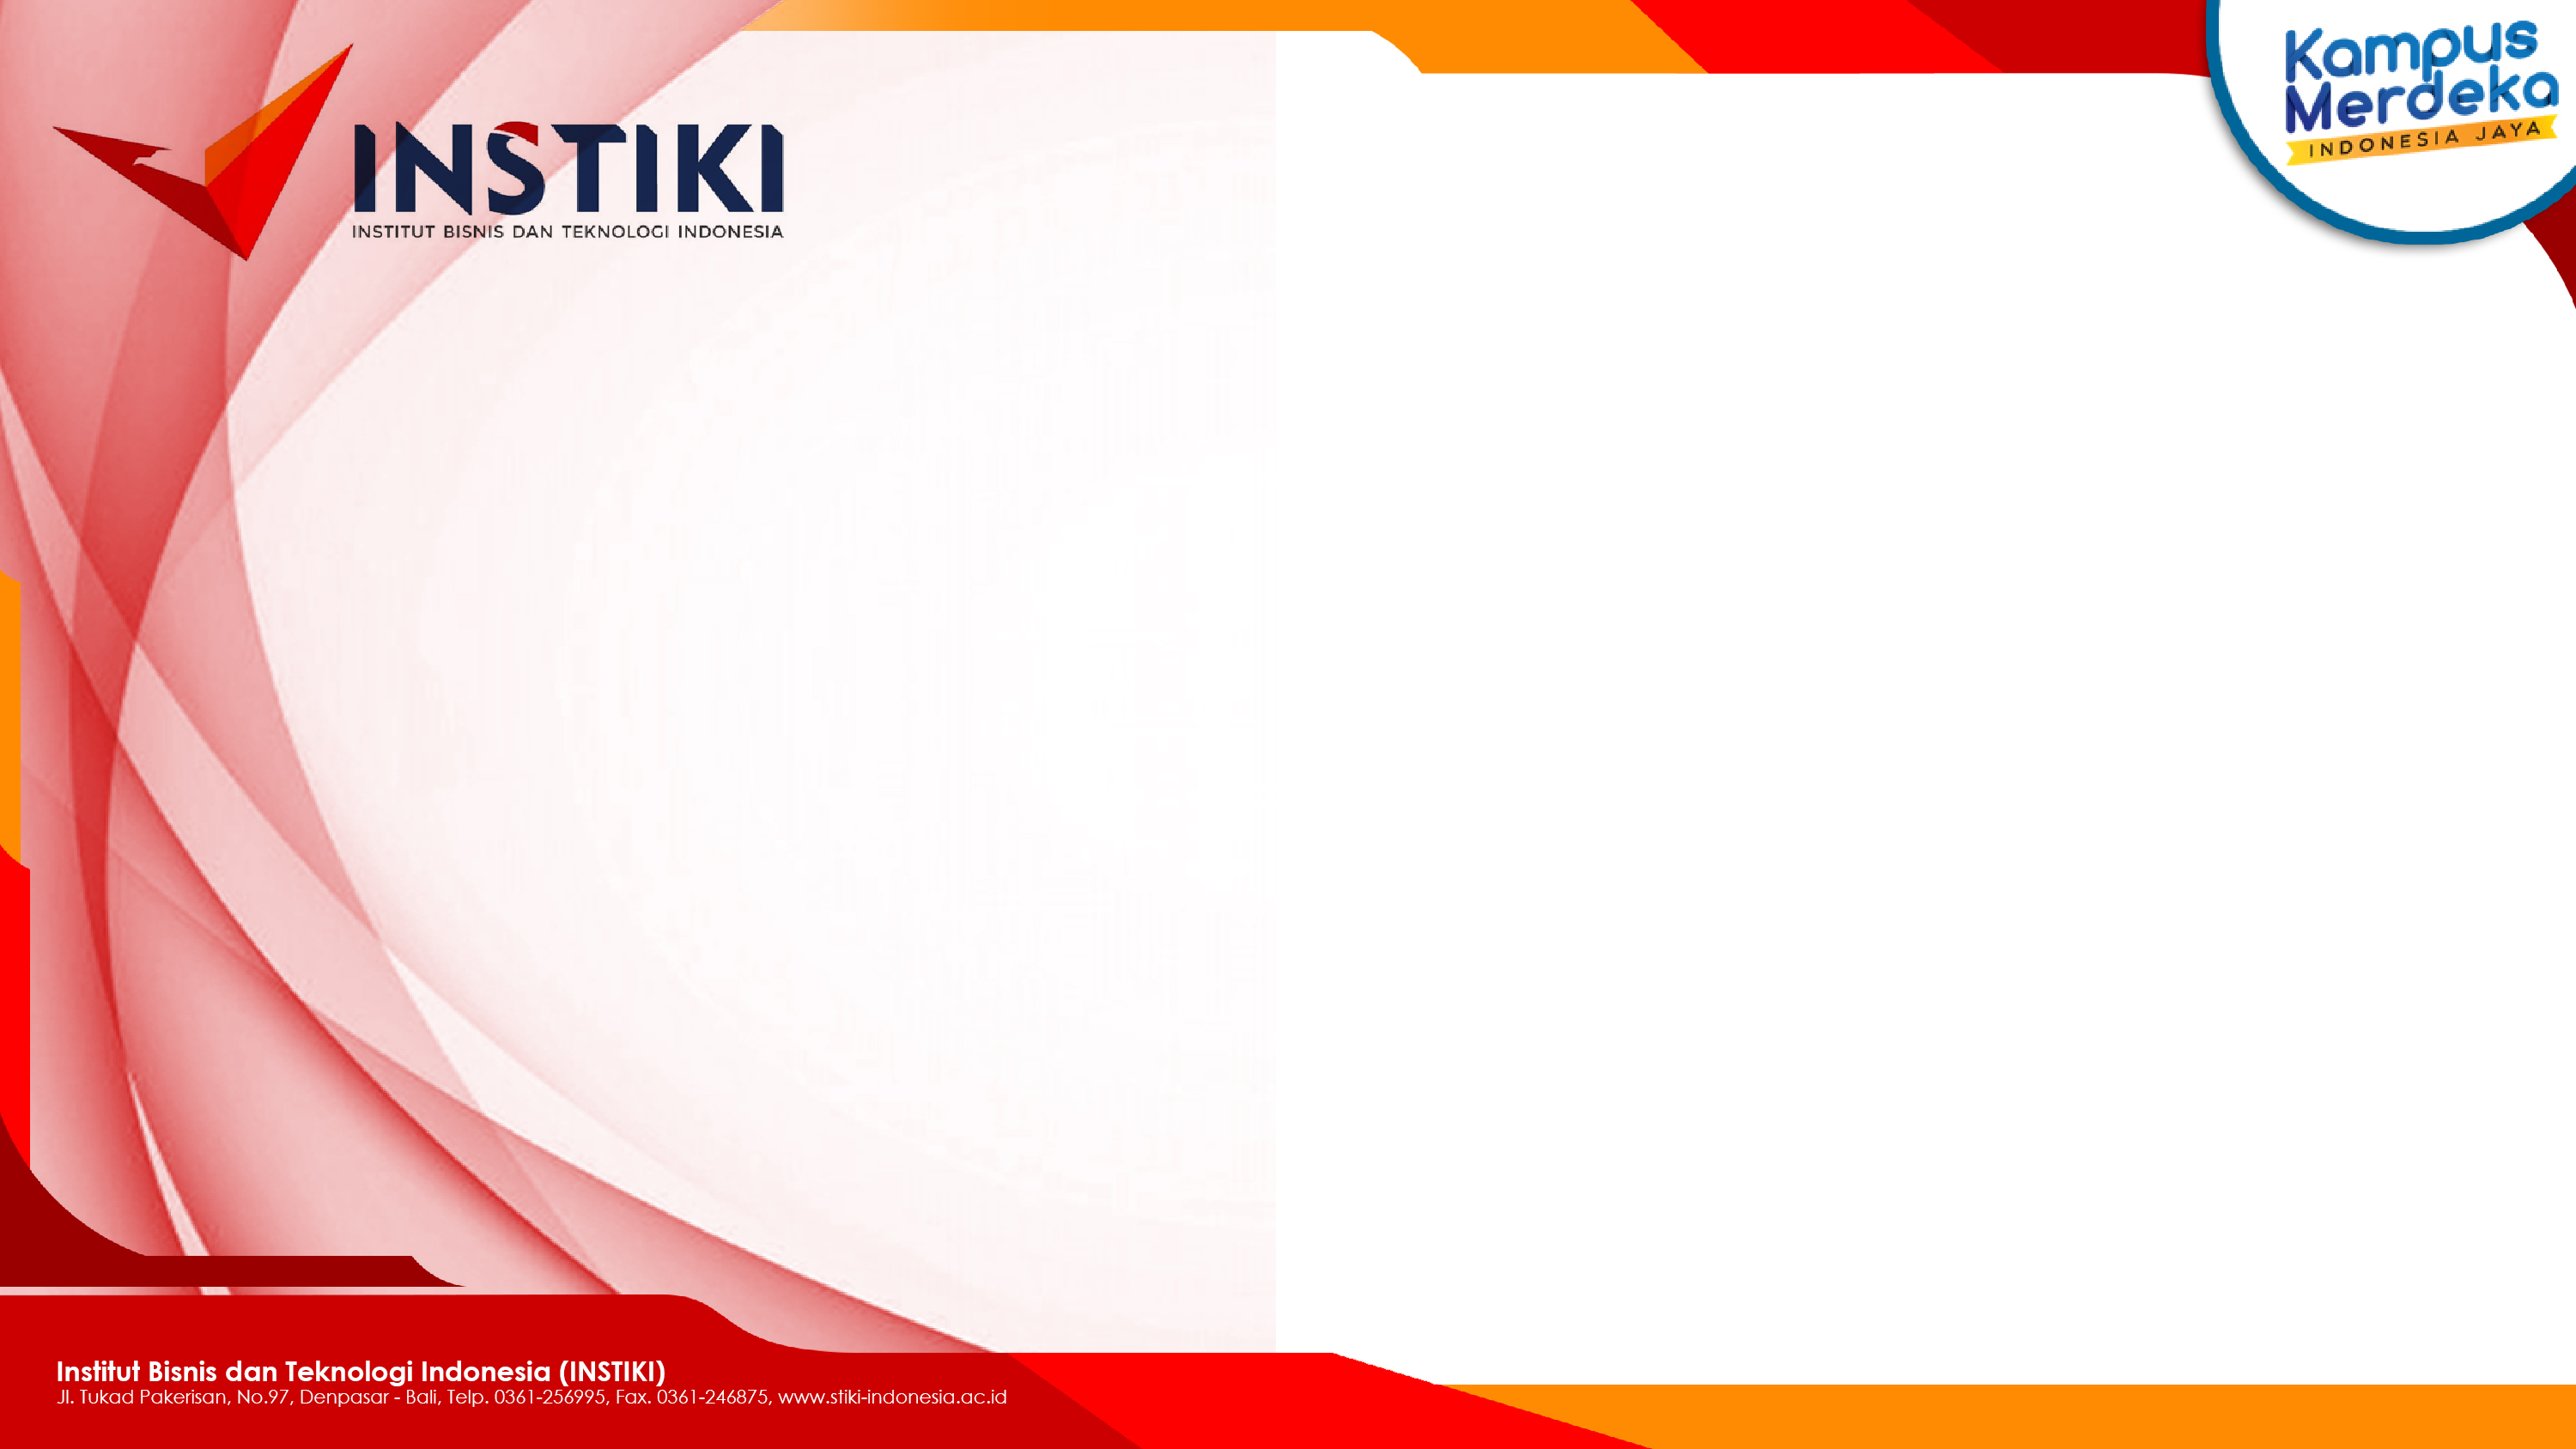 INSTIKI
INSTITUT BISNIS DAN TEKNOLOGI INDONESIA
Kampus
Merdeka
INDONESIA JAYA
Institut Bisnis dan Teknologi Indonesia (INSTIKI)
Jl. Tukad Pakerisan, No.97, Denpasar - Bali, Telp. 0361-256995, Fax. 0361-246875, www.stiki-indonesia.ac.id